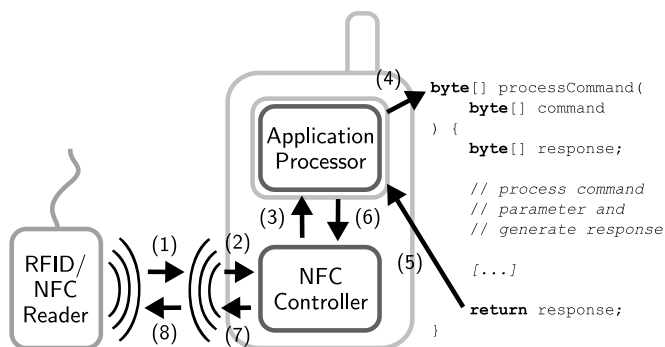 (4)
byte[] processCommand(
byte[] command
) {
byte[] response;
// process command
// parameter and
// generate response
[...]
return response;
}
Application
Processor
(3)
(6)
(5)
(1)
(2)
RFID/
NFC
Reader
NFC
Controller
(8)
(7)